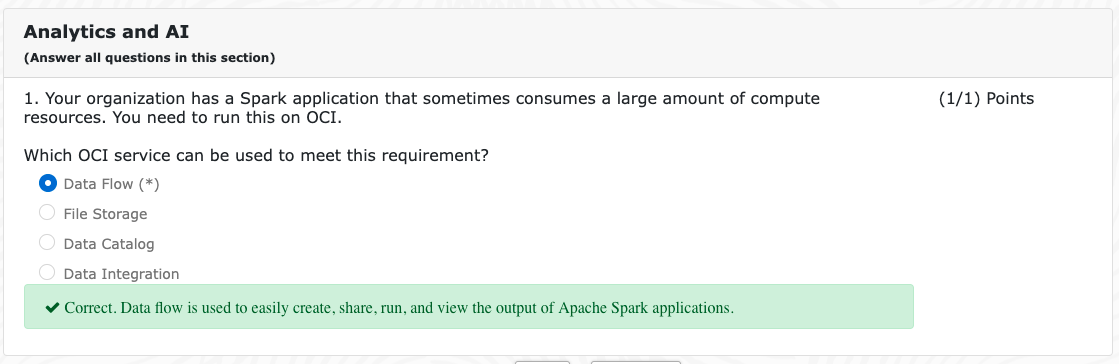 Analytics and AI
(Answer all questions in this section)
1. Your organization has a Spark application that sometimes consumes a large amount of compute (1/1) Points
resources. You need to run this on OCI.
Which OCI service can be used to meet this requirement?
Data Flow (*)
File Storage
Data Catalog
Data Integration
Correct. Data flow is used to easily create, share, run, and view the output of Apache Spark applications.